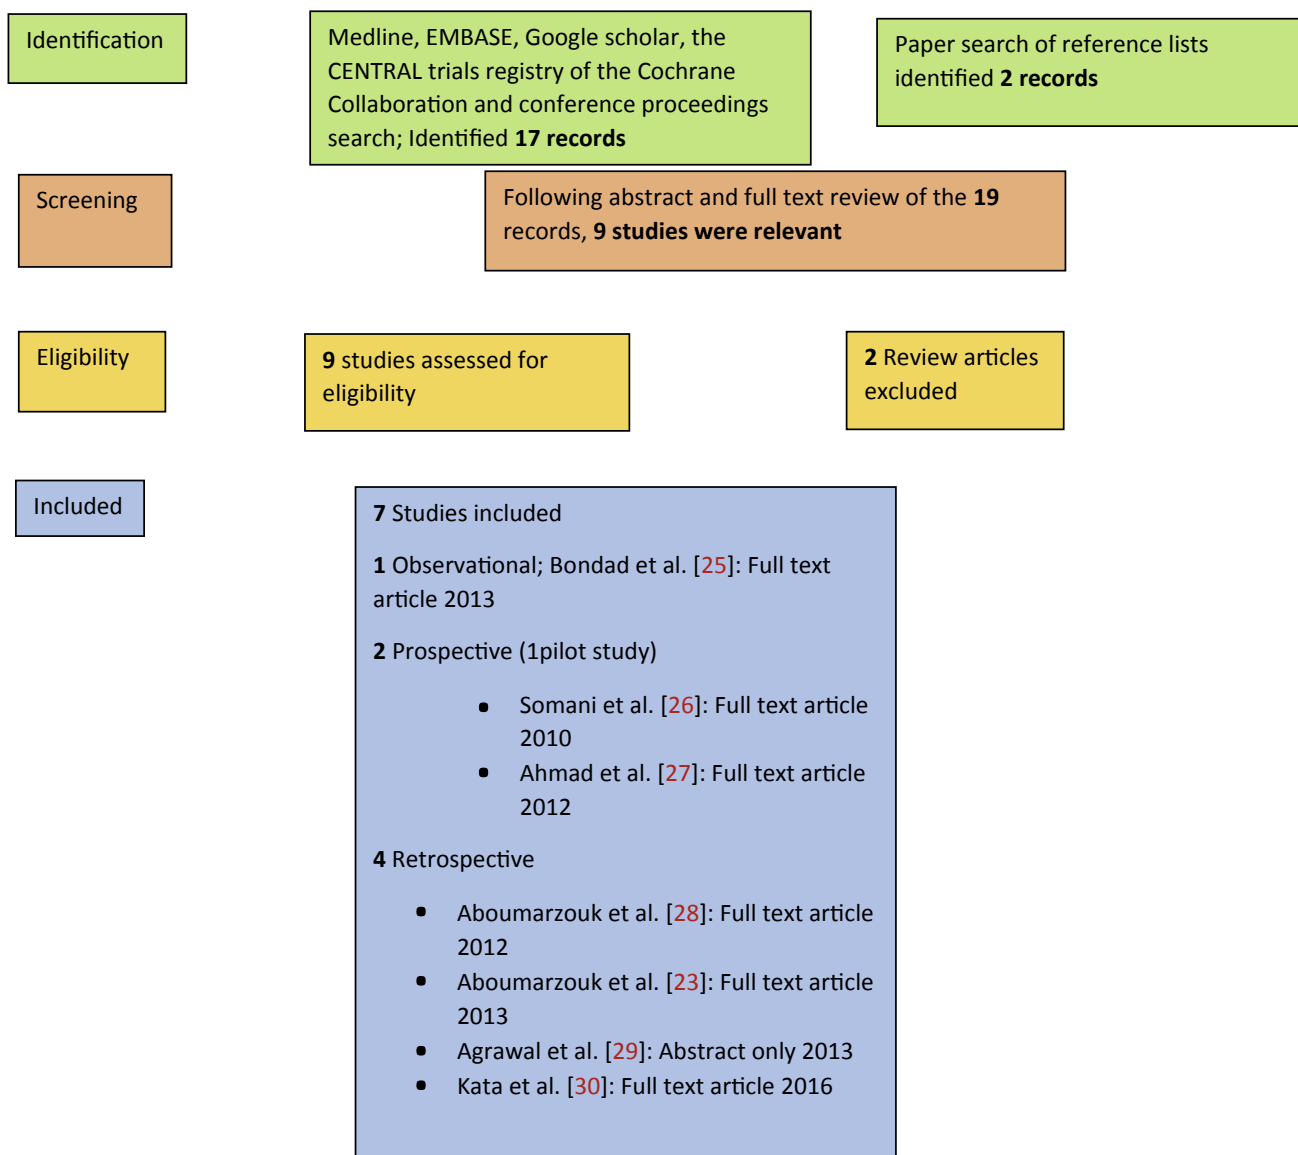 Identification
Medline, EMBASE, Google scholar, the
CENTRAL trials registry of the Cochrane
Collaboration and conference proceedings
search; Identified 17 records
Paper search of reference lists
identified 2 records
Screening
Following abstract and full text review of the 19
records, 9 studies were relevant
Eligibility
9 studies assessed for
eligibility
2 Review articles
excluded
Included
7 Studies included
1 Observational; Bondad et al. [25]: Full text
article 2013
2 Prospective (1pilot study)
• Somani et al. [26]: Full text article
2010
• Ahmad et al. [27]: Full text article
2012
4 Retrospective
• Aboumarzouk et al. [28]: Full text article
2012
• Aboumarzouk et al. [23]: Full text article
2013
• Agrawal et al. [29]: Abstract only 2013
• Kata et al. [30]: Full text article 2016